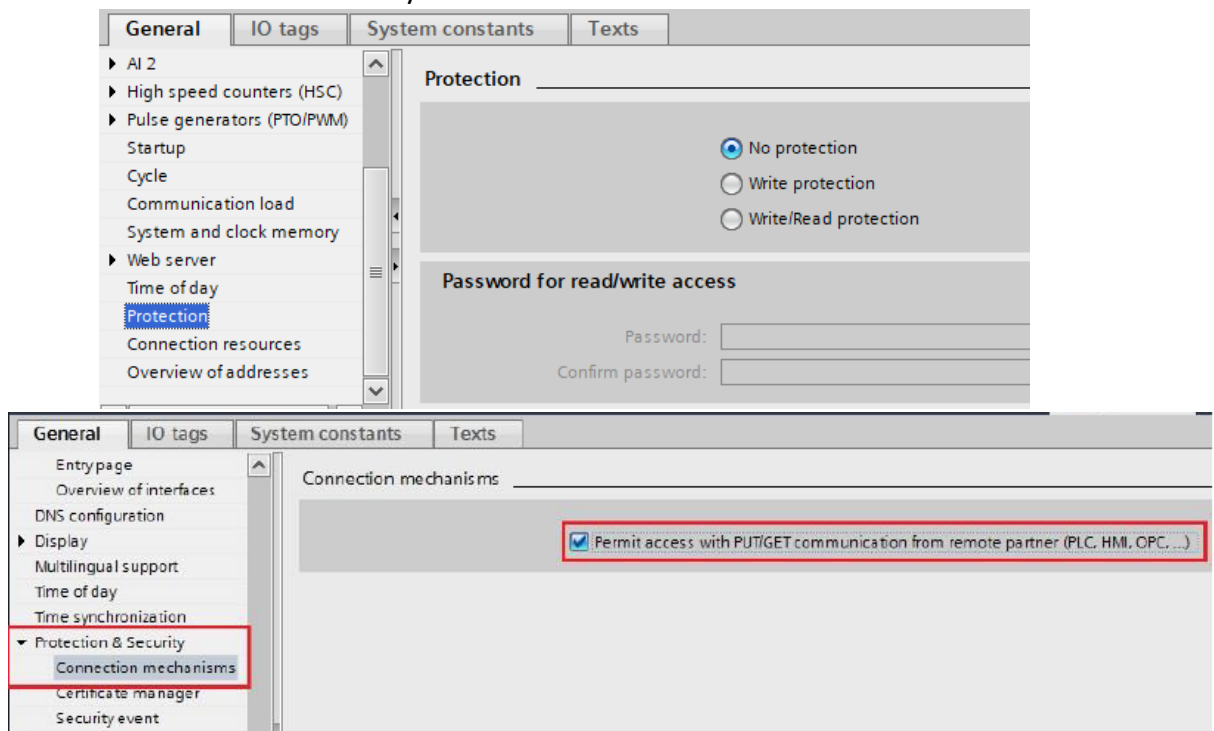 General IO tags System constants Texts
AI 2
High speed counters (HSC)
Pulse generators (PTO/PWM)
Startup
Cycle
Communication load
System and clock memory
Web server
Time of day
Protection
Connection resources
Overview of addresses
Protection
No protection
Write protection
Write/Read protection
Password for read/write access
Password:
Confirm password:
General IO tags System constants Texts
Entry page
Overview of interfaces
DNS configuration
Display
Multilingual support
Time of day
Time synchronization
Protection & Security
Connection mechanisms
Certificate manager
Security event
Connection mechanisms
Permit access with PUT/GET communication from remote partner (PLC, HMI, OPC, ...)